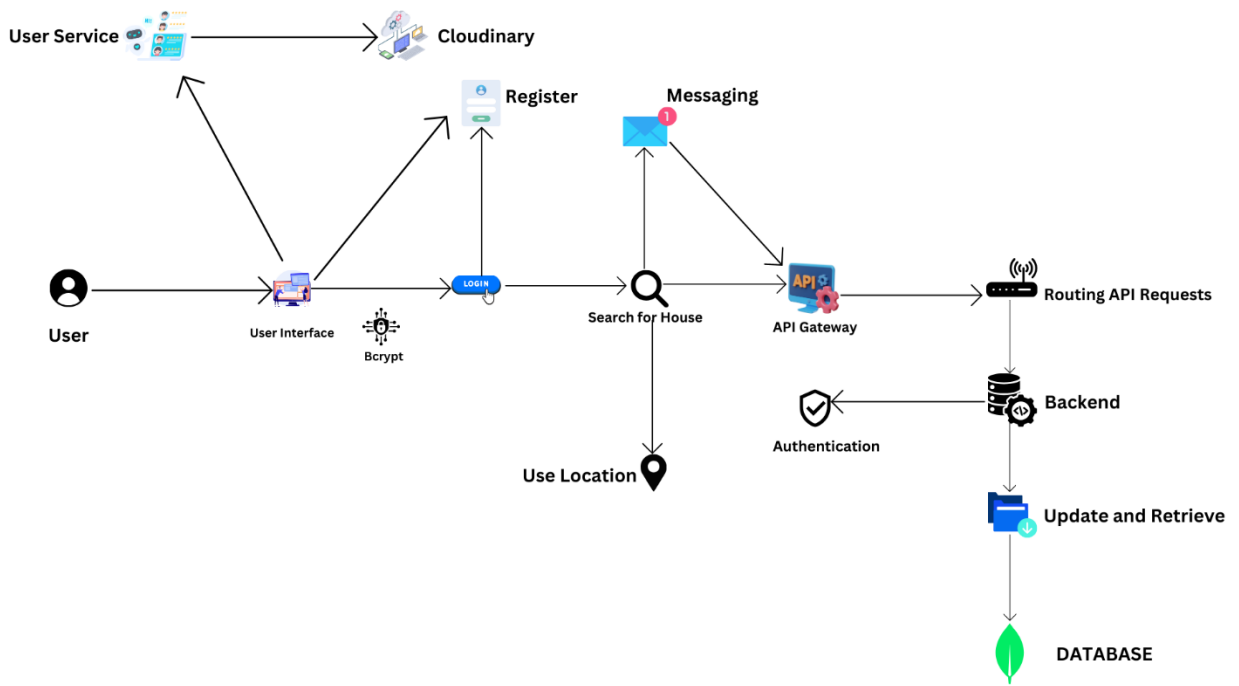 User Service
Cloudinary
Register
Messaging
1
LOGIN
API
User
User Interface
Bcrypt
Search for House
API Gateway
Routing API Requests
Backend
Authentication
Use Location
Update and Retrieve
DATABASE